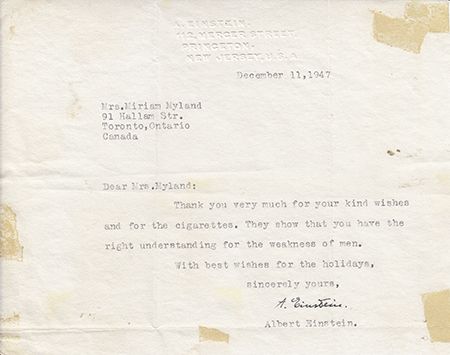 A. EINSTEIN.
112, MERCER STREET,
PRINCETON.
NEW JERSEY, U.S.A
December 11,1947
Mrs.Miriam Myland
91 Hallam Str.
Toronto,Ontario
Canada
Dear Mrs.Myland:
Thank you very much for your kind wishes
and for the cigarettes. They show that you have the
right understanding for the weakness of men.
With best wishes for the holidays,
sincerely yours,
A. Einstein.
Albert Einstein.